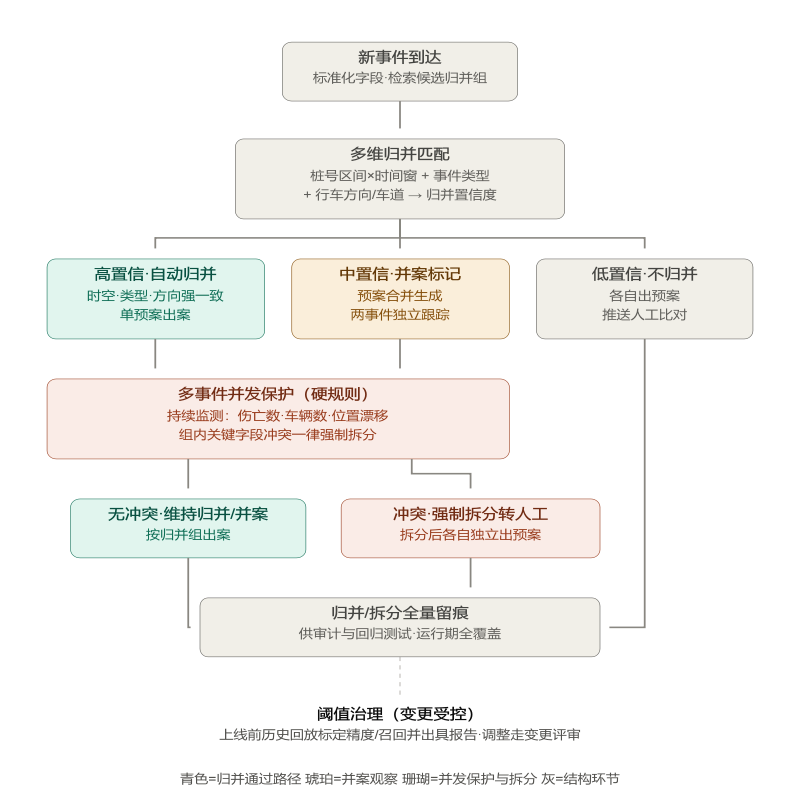 新事件到达
标准化字段·检索候选归并组
多维归并匹配
桩号区间×时间窗 + 事件类型
+ 行车方向/车道 → 归并置信度
高置信·自动归并
时空·类型·方向强一致
单预案出案
中置信·并案标记
预案合并生成
两事件独立跟踪
低置信·不归并
各自出预案
推送人工比对
多事件并发保护（硬规则）
持续监测：伤亡数·车辆数·位置漂移
组内关键字段冲突一律强制拆分
无冲突·维持归并/并案
按归并组出案
冲突·强制拆分转人工
拆分后各自独立出预案
归并/拆分全量留痕
供审计与回归测试·运行期全覆盖
阈值治理（变更受控）
上线前历史回放标定精度/召回并出具报告·调整走变更评审
青色=归并通过路径 琥珀=并案观察 珊瑚=并发保护与拆分 灰=结构环节